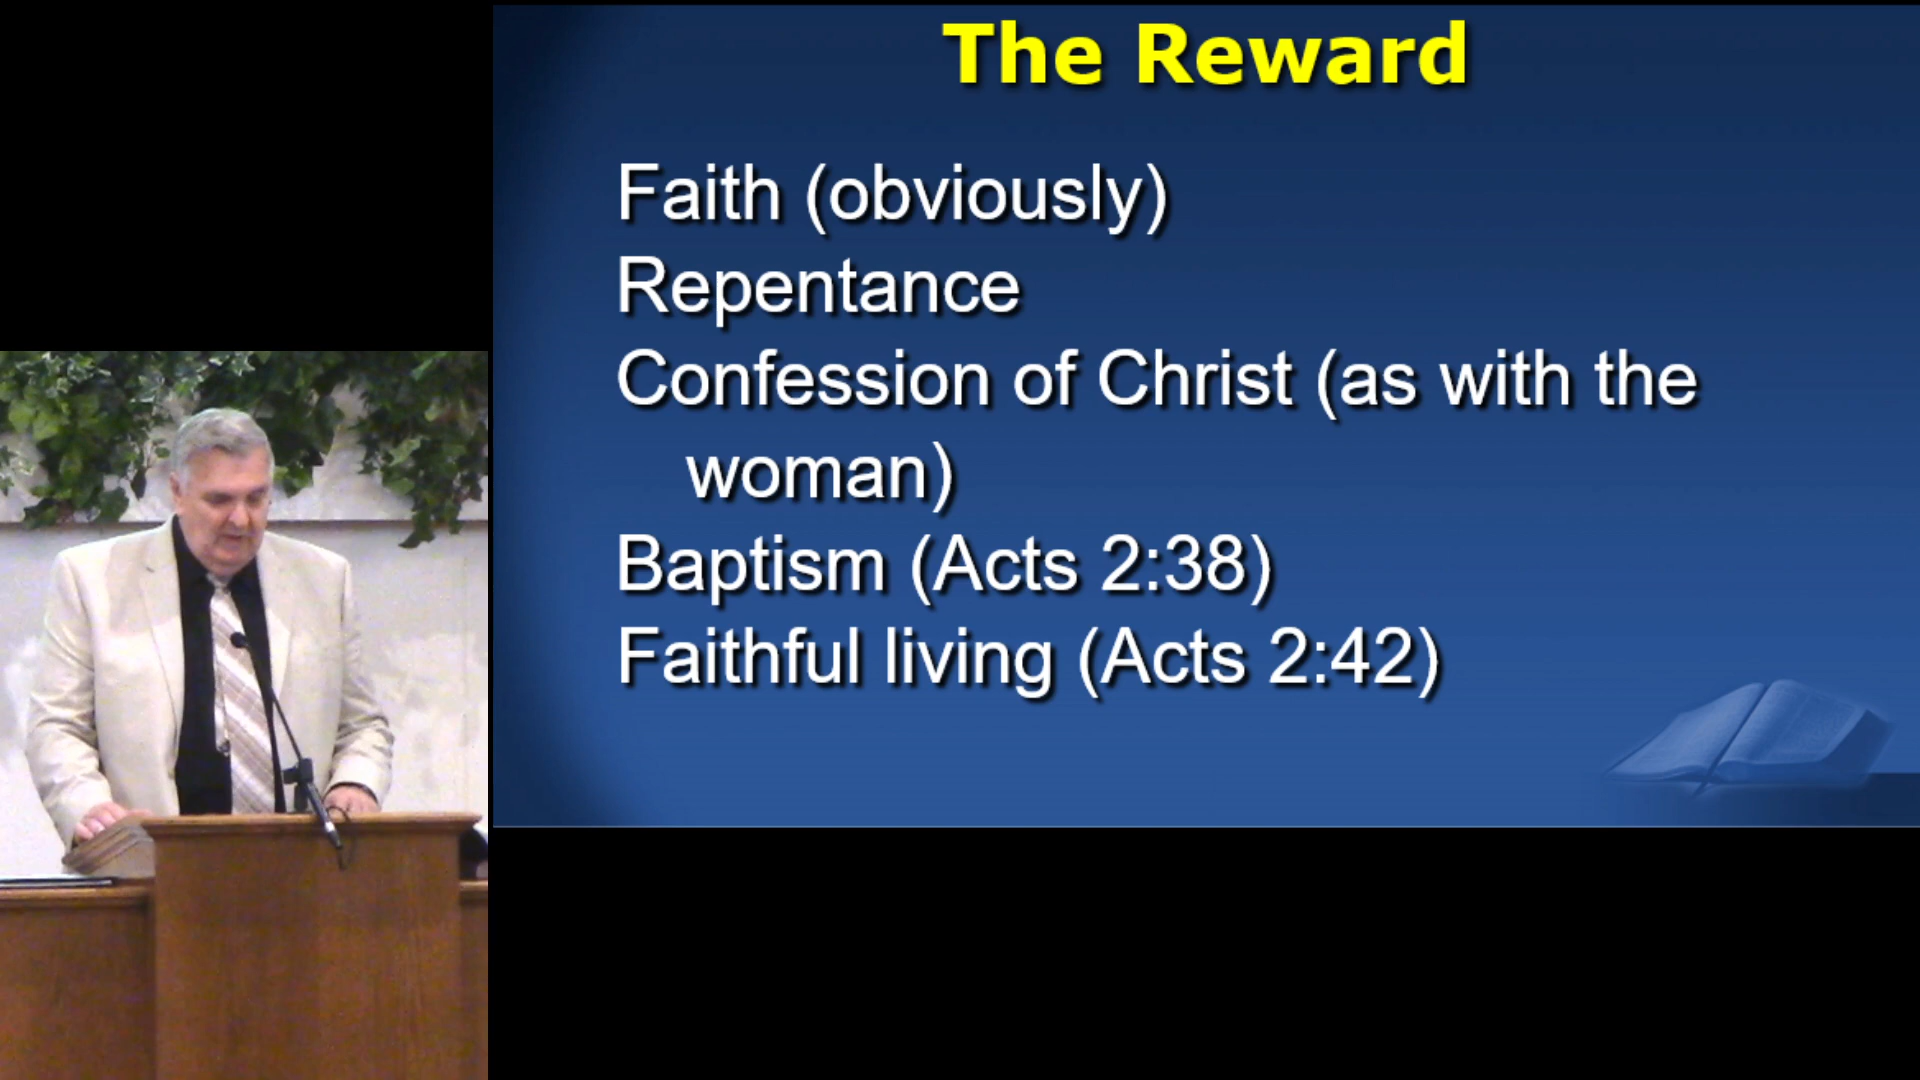 The Reward
Faith (obviously)
Repentance
Confession of Christ (as with the
woman)
Baptism (Acts 2:38)
Faithful living (Acts 2:42)